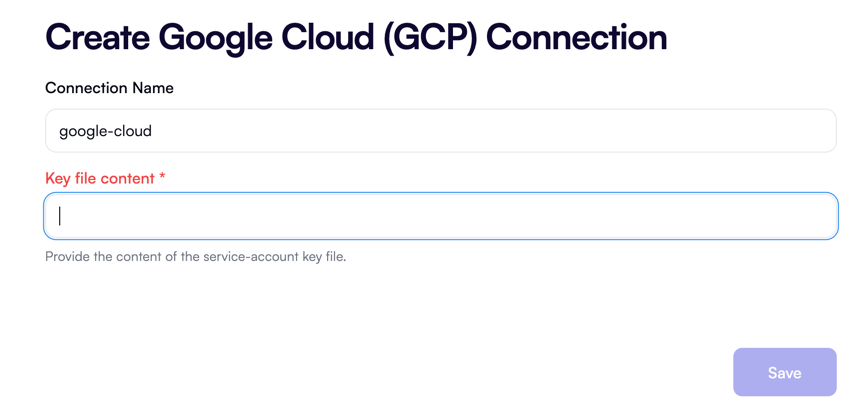 Create Google Cloud (GCP) Connection
Connection Name
google-cloud
Key file content *
Provide the content of the service-account key file.
Save